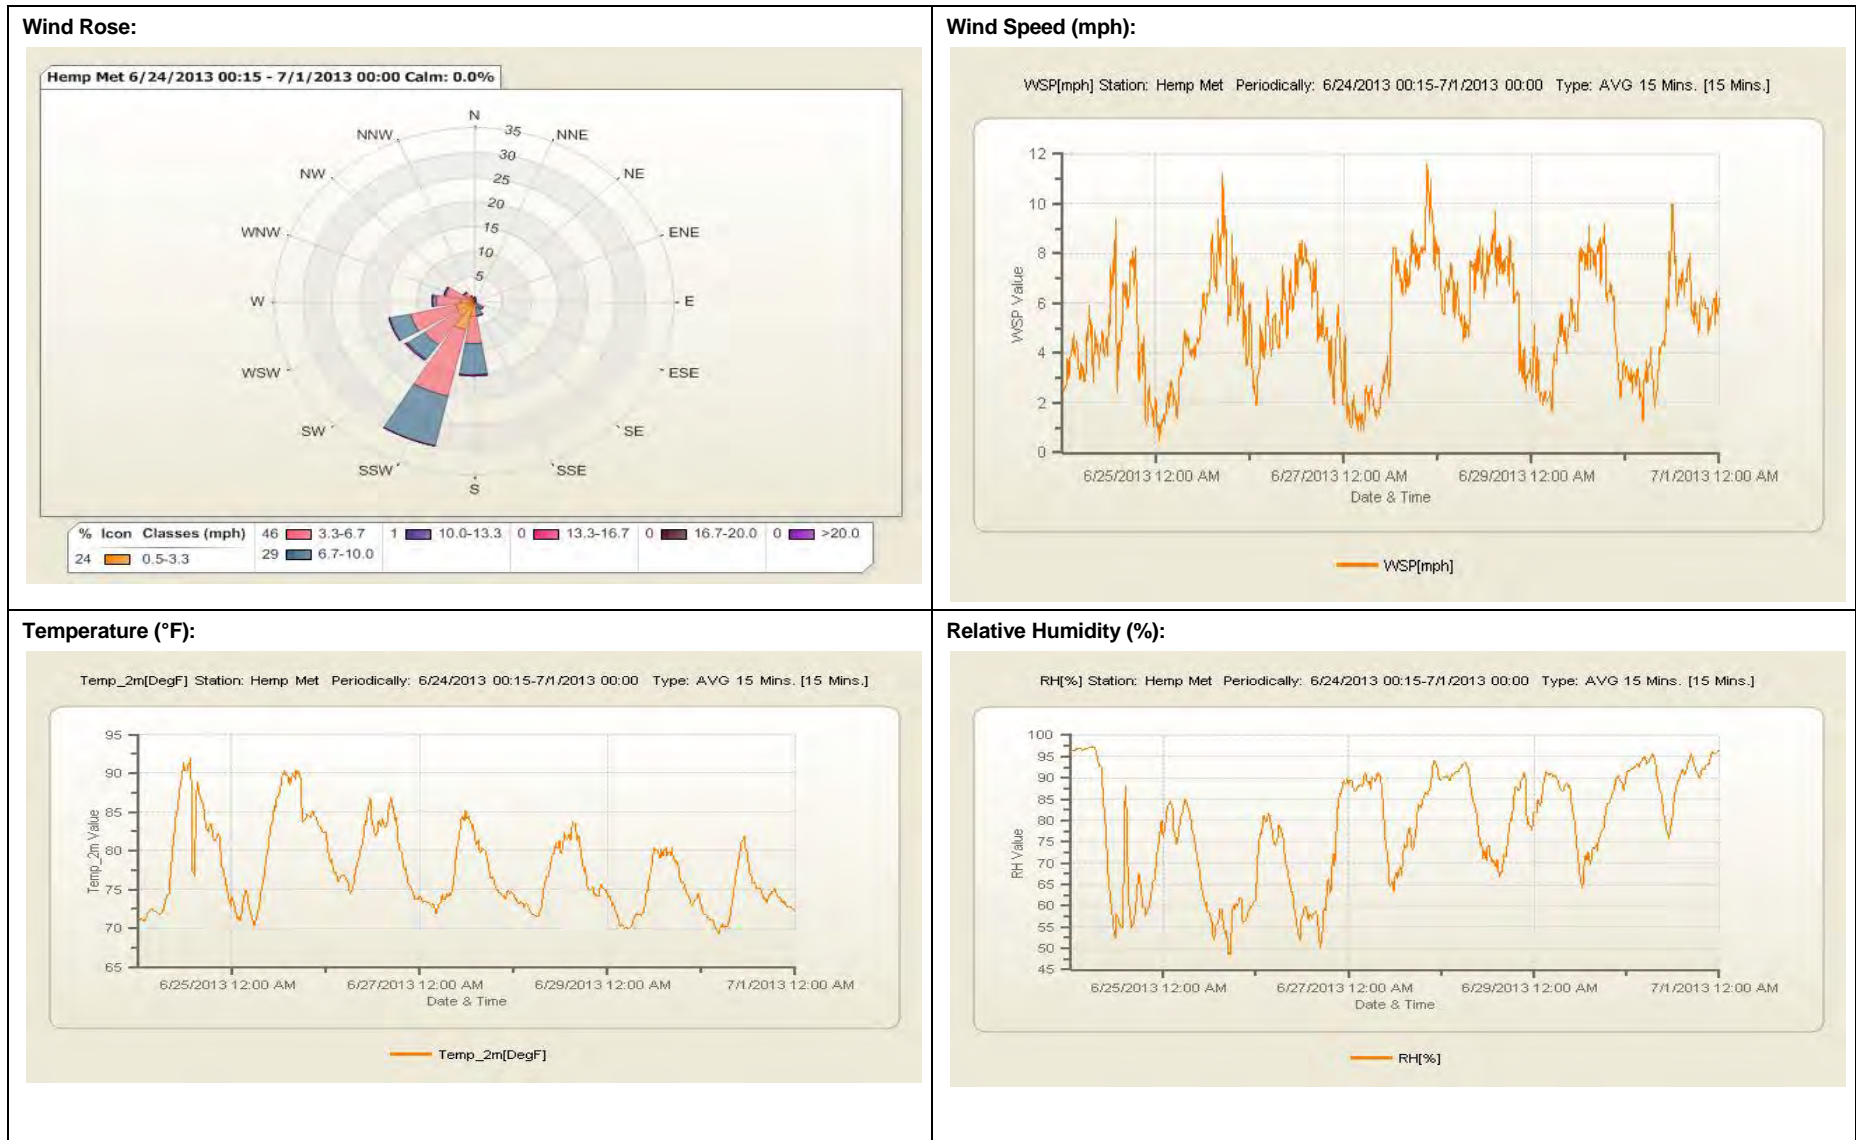 Wind Rose:
Hemp Met 6/24/2013 00:15 - 7/1/2013 00:00 Calm: 0.0%
N
NNE
NE
ENE
E
ESE
SE
SSE
S
SSW
SW
WSW
W
WNW
NW
NNW
35
30
25
20
15
10
5
% Icon Classes (mph)
24 0.5-3.3
46 3.3-6.7
29 6.7-10.0
1 10.0-13.3
0 13.3-16.7
0 16.7-20.0
0 >20.0
Wind Speed (mph):
WSP[mph] Station: Hemp Met Periodically: 6/24/2013 00:15-7/1/2013 00:00 Type: AVG 15 Mins. [15 Mins.]
WSP Value
12
10
8
6
4
2
0
6/25/2013 12:00 AM 6/27/2013 12:00 AM 6/29/2013 12:00 AM 7/1/2013 12:00 AM
Date & Time
WSP[mph]
Temperature (°F):
Temp_2m[DegF] Station: Hemp Met Periodically: 6/24/2013 00:15-7/1/2013 00:00 Type: AVG 15 Mins. [15 Mins.]
Temp_2m Value
95
90
85
80
75
70
65
6/25/2013 12:00 AM 6/27/2013 12:00 AM 6/29/2013 12:00 AM 7/1/2013 12:00 AM
Date & Time
Temp_2m[DegF]
Relative Humidity (%):
RH[%] Station: Hemp Met Periodically: 6/24/2013 00:15-7/1/2013 00:00 Type: AVG 15 Mins. [15 Mins.]
RH Value
100
95
90
85
80
75
70
65
60
55
50
45
6/25/2013 12:00 AM 6/27/2013 12:00 AM 6/29/2013 12:00 AM 7/1/2013 12:00 AM
Date & Time
RH[%]